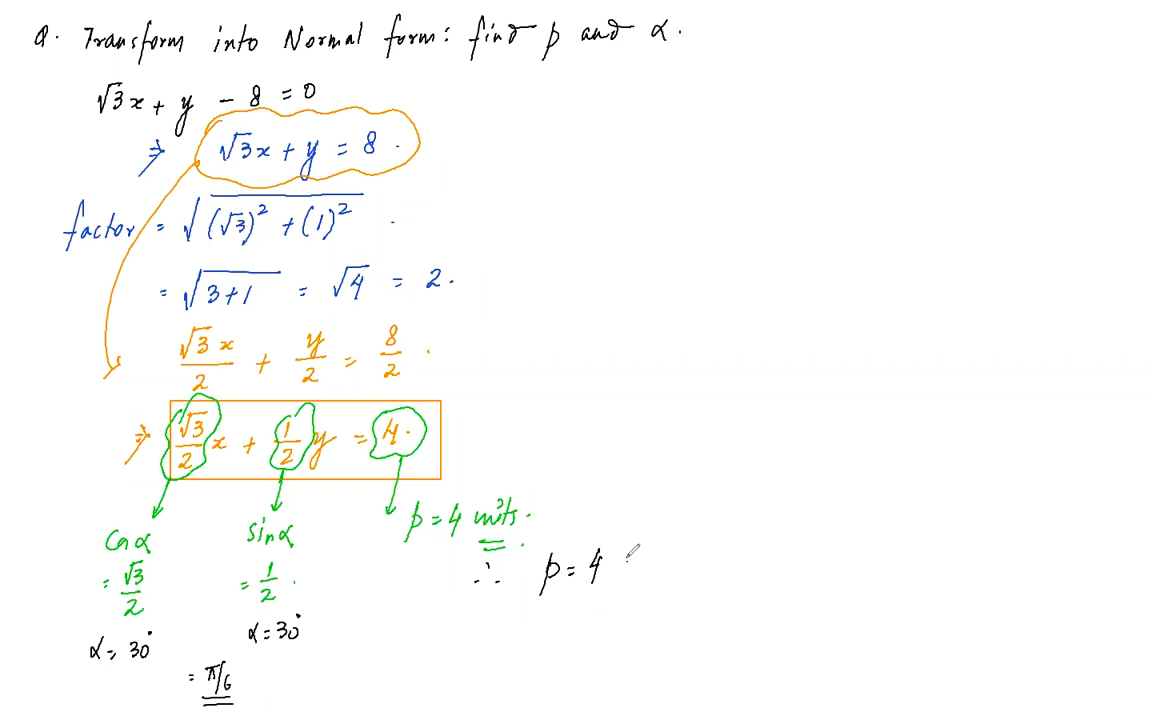 Q. Transform into Normal form: find p and α.
√3x + y - 8 = 0
⇒ √3x + y = 8.
factor = √(√3)² + (1)².
= √3+1 = √4 = 2.
√3x/2 + y/2 = 8/2.
⇒ √3/2 x + 1/2 y = 4.
Cos α
= √3/2
α = 30°
Sin α
= 1/2.
α = 30°
= π/6
p = 4 units.
∴ p = 4